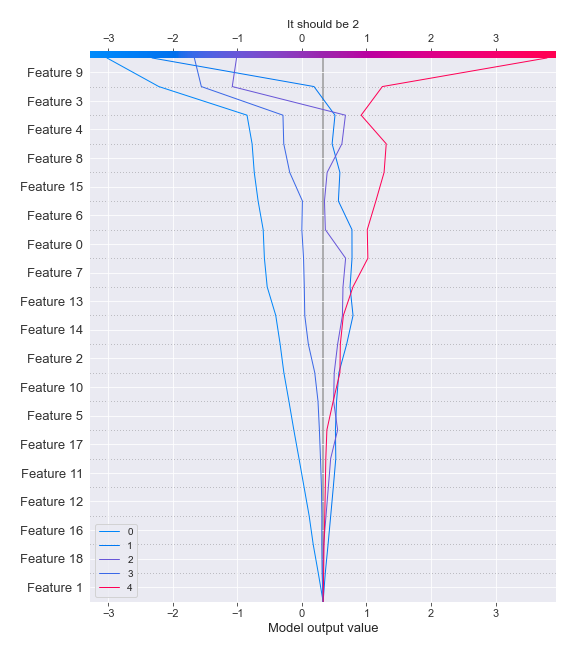 It should be 2
−3 −2 −1 0 1 2 3
Feature 9
Feature 3
Feature 4
Feature 8
Feature 15
Feature 6
Feature 0
Feature 7
Feature 13
Feature 14
Feature 2
Feature 10
Feature 5
Feature 17
Feature 11
Feature 12
Feature 16
Feature 18
Feature 1
0
1
2
3
4
−3 −2 −1 0 1 2 3
Model output value